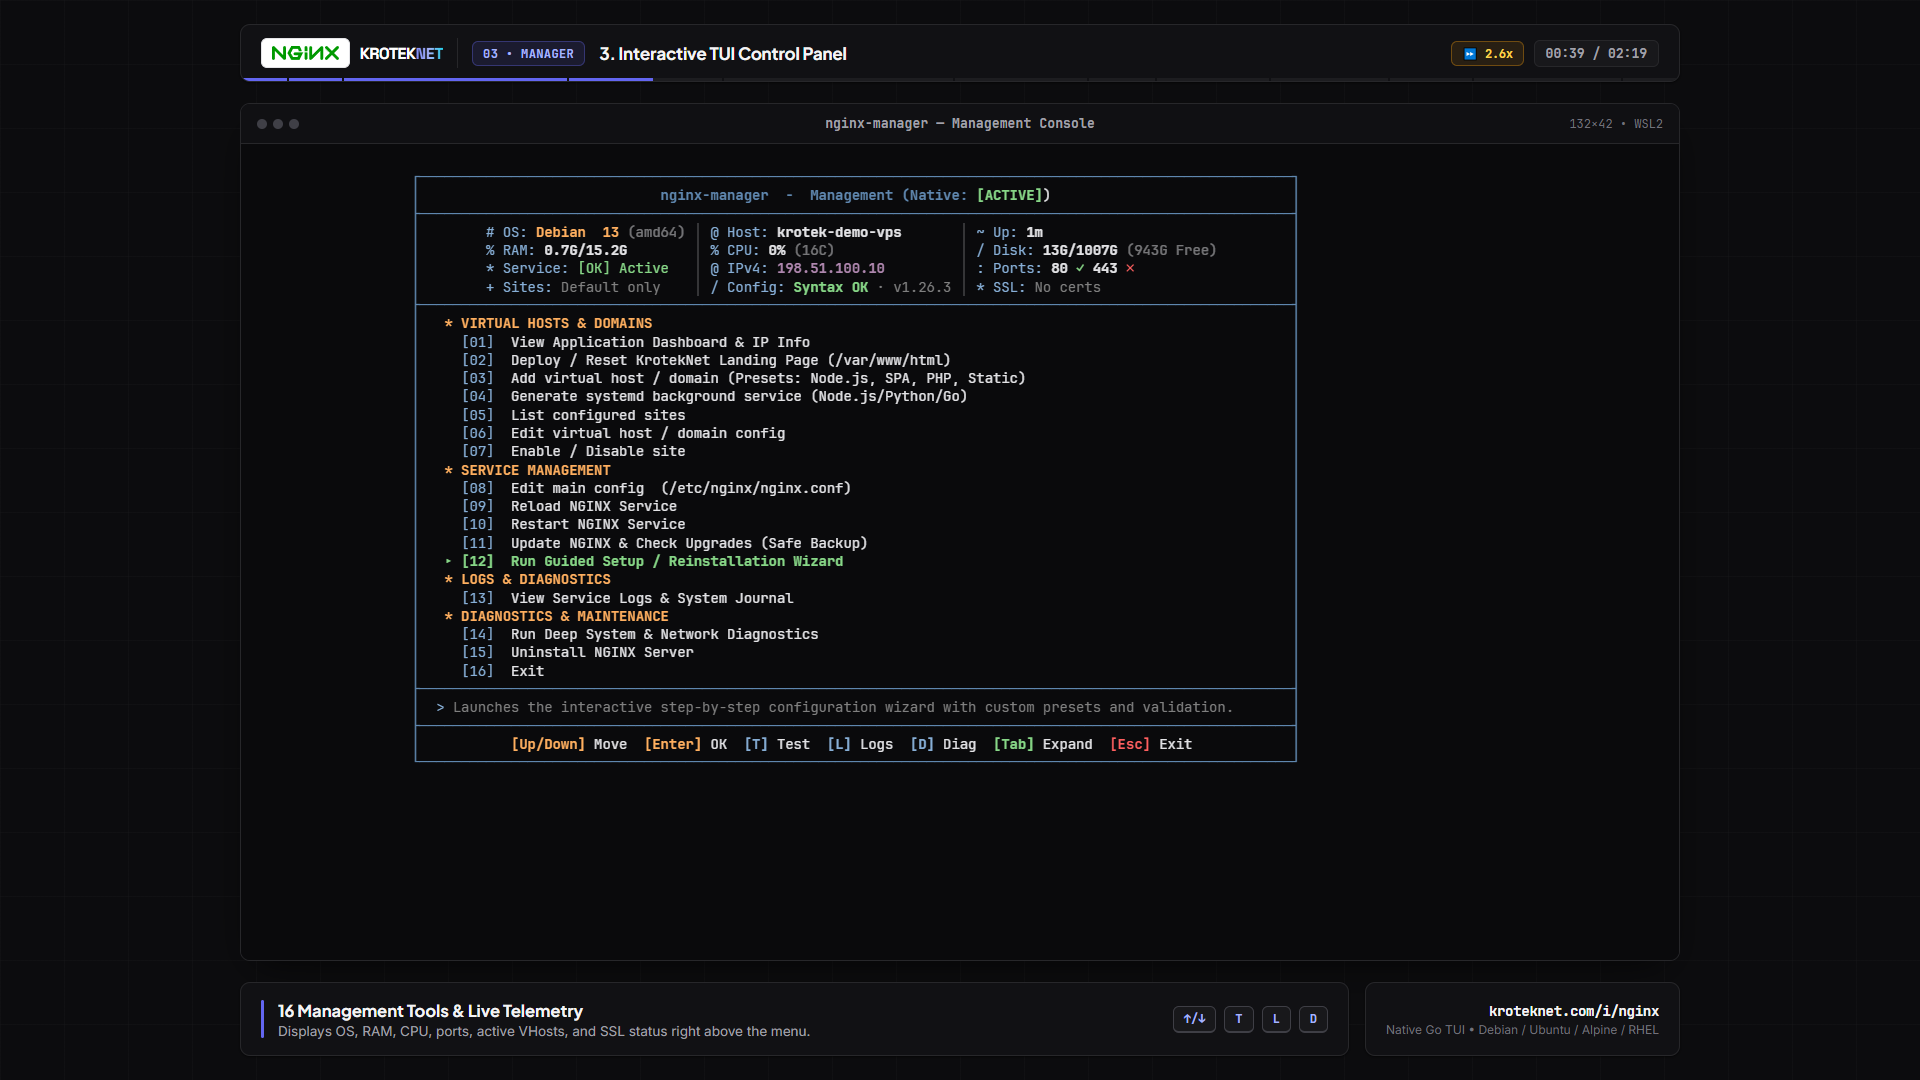 NGINX KROTEKNET 03 • MANAGER 3. Interactive TUI Control Panel ⏩ 2.6x 00:39 / 02:19
nginx-manager — Management Console 132×42 • WSL2
nginx-manager - Management (Native: [ACTIVE])
# OS: Debian 13 (amd64) @ Host: krotek-demo-vps ~ Up: 1m
% RAM: 0.7G/15.2G % CPU: 0% (16C) / Disk: 13G/1007G (943G Free)
* Service: [OK] Active @ IPv4: 198.51.100.10 : Ports: 80 ✓ 443 ✕
+ Sites: Default only / Config: Syntax OK · v1.26.3 * SSL: No certs
* VIRTUAL HOSTS & DOMAINS
[01] View Application Dashboard & IP Info
[02] Deploy / Reset KrotekNet Landing Page (/var/www/html)
[03] Add virtual host / domain (Presets: Node.js, SPA, PHP, Static)
[04] Generate systemd background service (Node.js/Python/Go)
[05] List configured sites
[06] Edit virtual host / domain config
[07] Enable / Disable site
* SERVICE MANAGEMENT
[08] Edit main config (/etc/nginx/nginx.conf)
[09] Reload NGINX Service
[10] Restart NGINX Service
[11] Update NGINX & Check Upgrades (Safe Backup)
▸ [12] Run Guided Setup / Reinstallation Wizard
* LOGS & DIAGNOSTICS
[13] View Service Logs & System Journal
* DIAGNOSTICS & MAINTENANCE
[14] Run Deep System & Network Diagnostics
[15] Uninstall NGINX Server
[16] Exit
> Launches the interactive step-by-step configuration wizard with custom presets and validation.
[Up/Down] Move [Enter] OK [T] Test [L] Logs [D] Diag [Tab] Expand [Esc] Exit
16 Management Tools & Live Telemetry
Displays OS, RAM, CPU, ports, active VHosts, and SSL status right above the menu.
↑/↓ T L D
kroteknet.com/i/nginx
Native Go TUI • Debian / Ubuntu / Alpine / RHEL